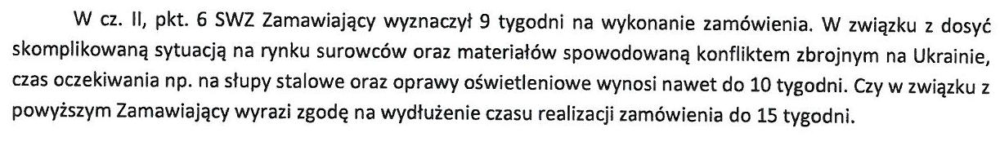 W cz. II, pkt. 6 SWZ Zamawiający wyznaczył 9 tygodni na wykonanie zamówienia. W związku z dosyć
skomplikowaną sytuacją na rynku surowców oraz materiałów spowodowaną konfliktem zbrojnym na Ukrainie,
czas oczekiwania np. na słupy stalowe oraz oprawy oświetleniowe wynosi nawet do 10 tygodni. Czy w związku z
powyższym Zamawiający wyrazi zgodę na wydłużenie czasu realizacji zamówienia do 15 tygodni.